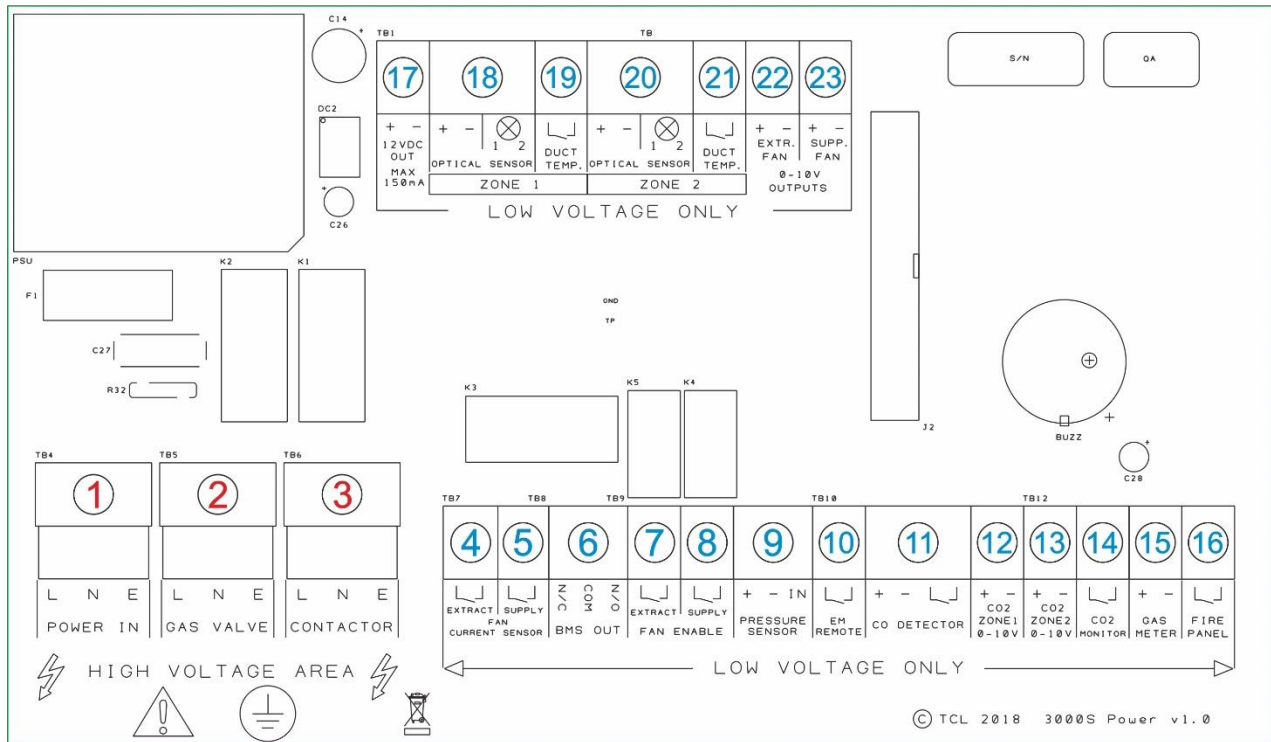 C14
TB1 TB
17 18 19 20 21 22 23
S/N QA
DC2
+ - + - 1 2 + - 1 2 + - + -
12VDC OUT MAX 150mA
OPTICAL SENSOR
DUCT TEMP.
OPTICAL SENSOR
DUCT TEMP.
EXTR. FAN
SUPP. FAN
0-10V OUTPUTS
ZONE 1 ZONE 2
LOW VOLTAGE ONLY
C26
PSU
K2 K1
F1
GND
TP
C27
R32
K3 K5 K4
J2
BUZZ
C28
TB4 TB5 TB6
1 2 3
L N E L N E L N E
POWER IN GAS VALVE CONTACTOR
HIGH VOLTAGE AREA
TB7 TB8 TB9 TB10 TB12
4 5 6 7 8 9 10 11 12 13 14 15 16
EXTRACT SUPPLY
FAN
CURRENT SENSOR
N/C COM N/O
BMS OUT
EXTRACT SUPPLY
FAN ENABLE
+ - IN
PRESSURE
SENSOR
EM
REMOTE
+ -
CO DETECTOR
+ -
CO2
ZONE1
0-10V
+ -
CO2
ZONE2
0-10V
CO2
MONITOR
+ -
GAS
METER
FIRE
PANEL
LOW VOLTAGE ONLY
© TCL 2018 3000S Power v1.0